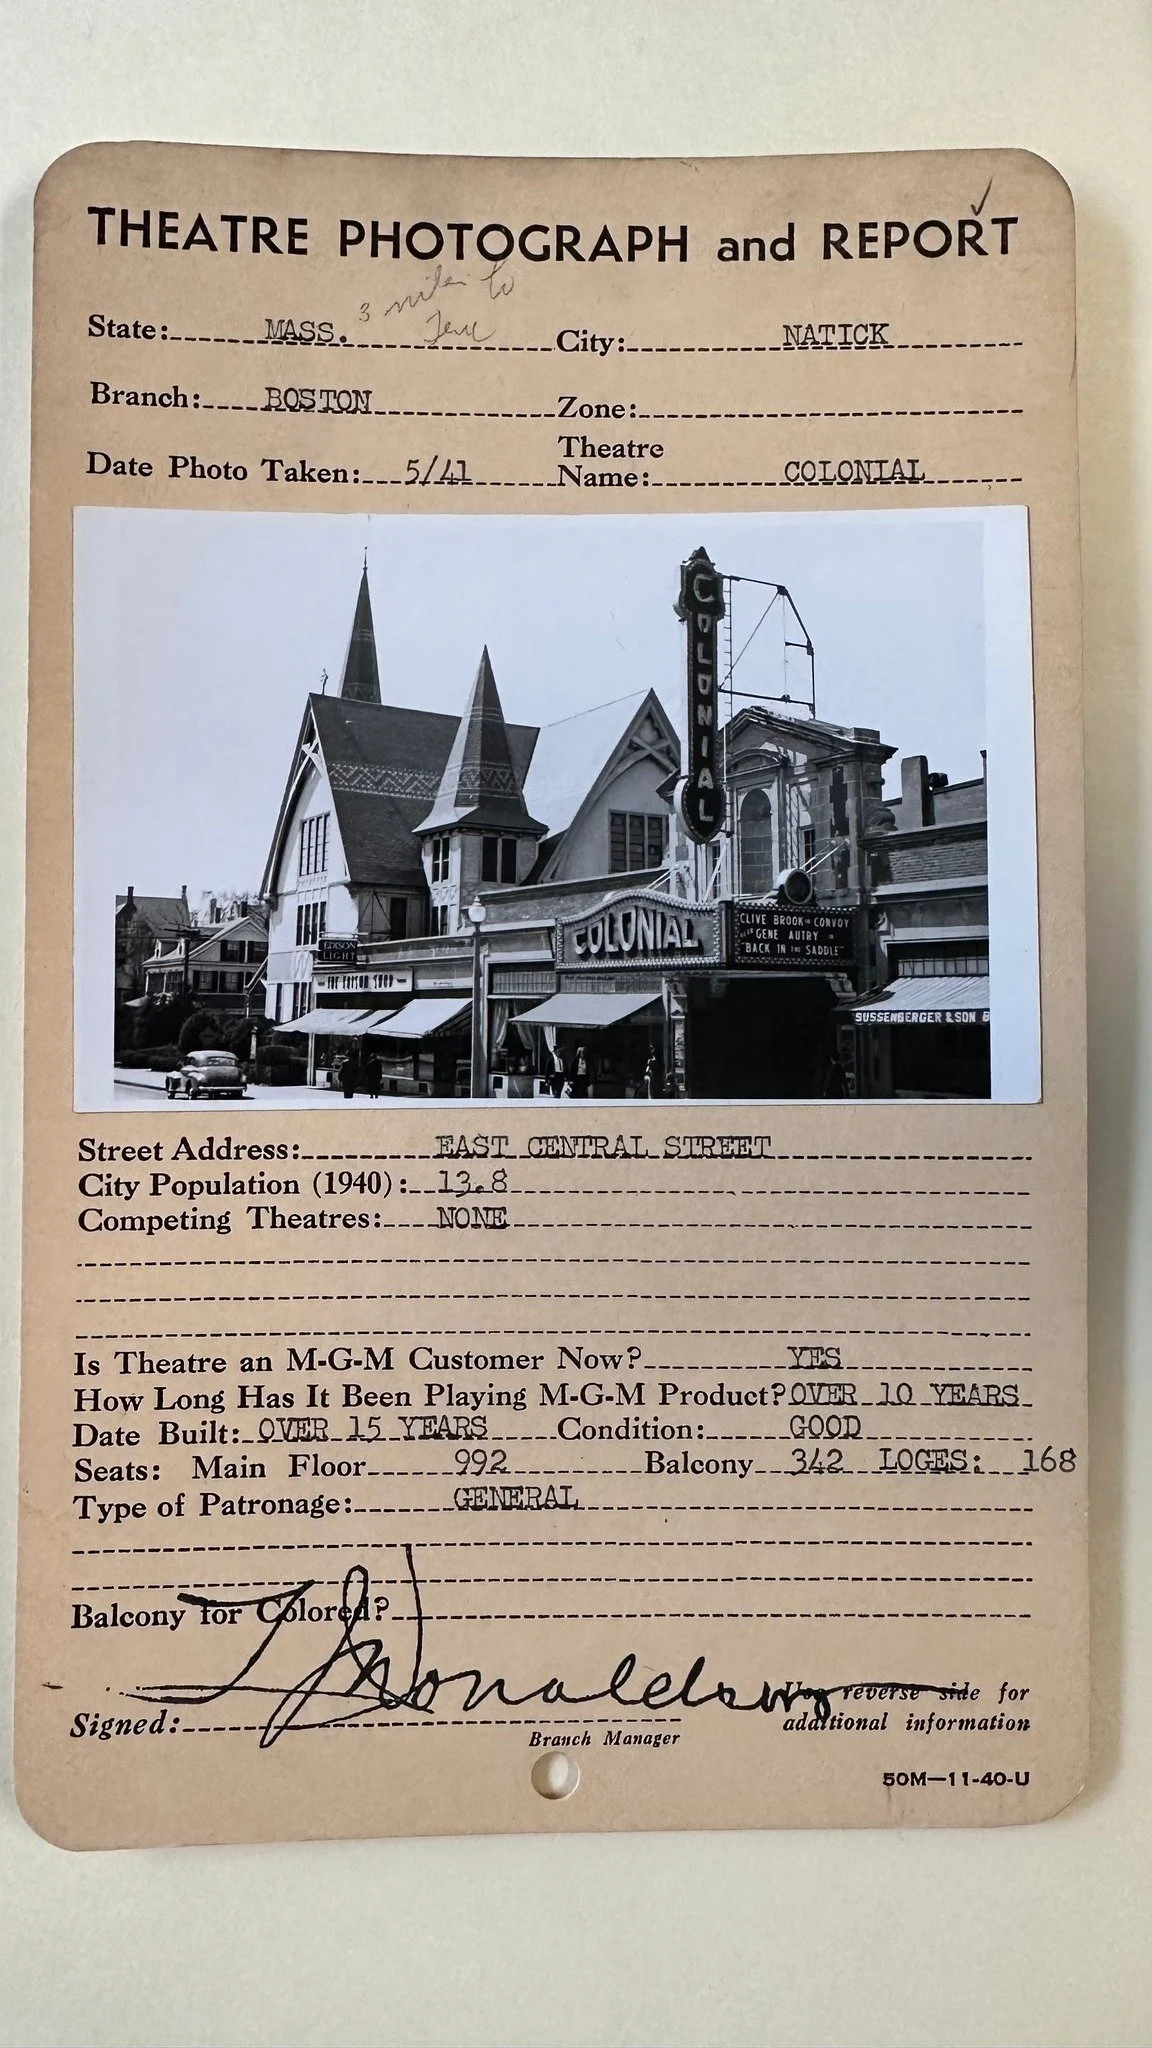 THEATRE PHOTOGRAPH and REPORT
3 miles to
State: MASS. City: NATICK
Branch: BOSTON Zone:
Date Photo Taken: 5/41 Theatre Name: COLONIAL
COLONIAL
EDISON
LIGHT
THE EDISON SHOP
COLONIAL
CLIVE BROOK IN CONVOY
GENE AUTRY IN
"BACK IN THE SADDLE"
SUSSENBERGER & SON
Street Address: EAST CENTRAL STREET
City Population (1940): 13.8
Competing Theatres: NONE
Is Theatre an M-G-M Customer Now? YES
How Long Has It Been Playing M-G-M Product? OVER 10 YEARS
Date Built: OVER 15 YEARS Condition: GOOD
Seats: Main Floor 992 Balcony 342 LOGES: 168
Type of Patronage: GENERAL
Balcony for Colored?
Signed: Donaldson
Branch Manager
Use reverse side for
additional information
50M—11-40-U